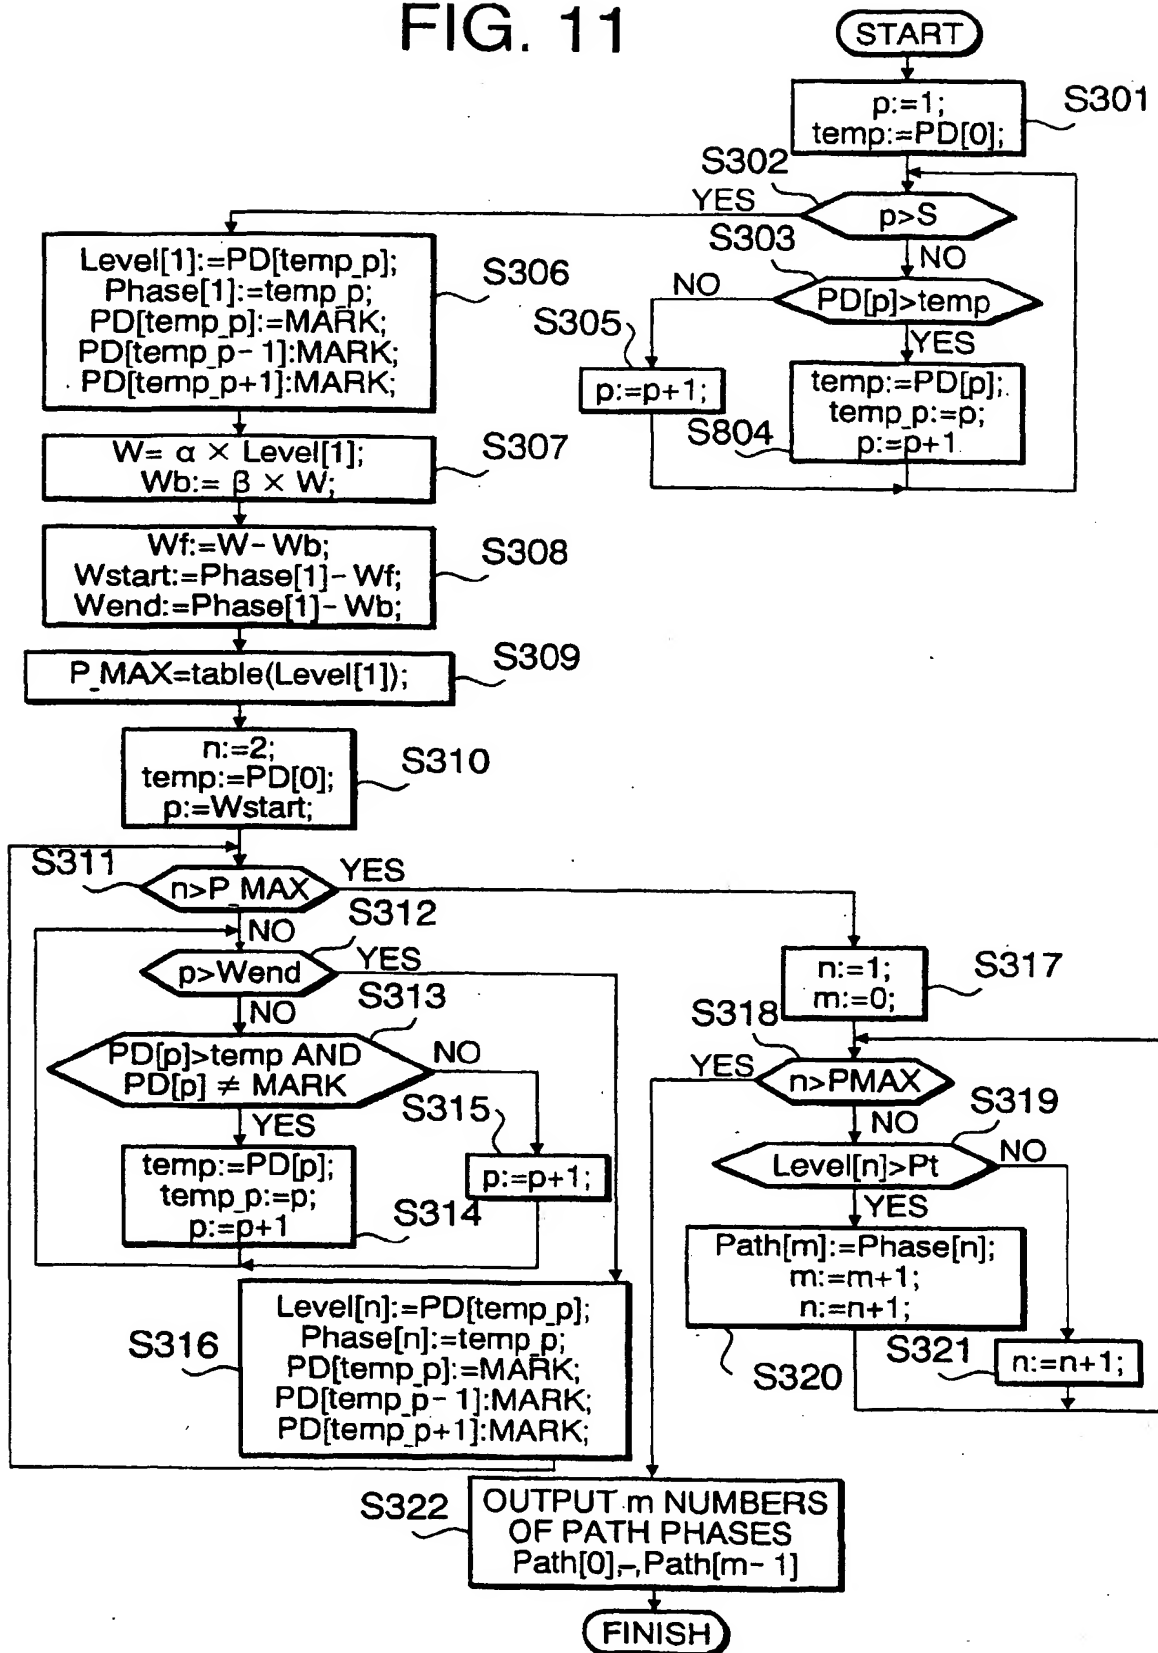 FIG. 11
START
p:=1;
temp:=PD[0];
S301
S302
p>S
YES
NO
S303
PD[p]>temp
NO
YES
S305
p:=p+1;
temp:=PD[p];
temp_p:=p;
p:=p+1
S804
Level[1]:=PD[temp_p];
Phase[1]:=temp_p;
PD[temp_p]:=MARK;
PD[temp_p-1]:MARK;
PD[temp_p+1]:MARK;
S306
W= α × Level[1];
Wb:= β × W;
S307
Wf:=W-Wb;
Wstart:=Phase[1]-Wf;
Wend:=Phase[1]-Wb;
S308
P_MAX=table(Level[1]);
S309
n:=2;
temp:=PD[0];
p:=Wstart;
S310
S311
n>P_MAX
YES
NO
S312
p>Wend
YES
NO
S313
PD[p]>temp AND
PD[p] ≠ MARK
NO
YES
S315
p:=p+1;
temp:=PD[p];
temp_p:=p;
p:=p+1
S314
Level[n]:=PD[temp_p];
Phase[n]:=temp_p;
PD[temp_p]:=MARK;
PD[temp_p-1]:MARK;
PD[temp_p+1]:MARK;
S316
n:=1;
m:=0;
S317
S318
n>PMAX
YES
NO
S319
Level[n]>Pt
NO
YES
Path[m]:=Phase[n];
m:=m+1;
n:=n+1;
S320
S321
n:=n+1;
S322
OUTPUT m NUMBERS
OF PATH PHASES
Path[0],-,Path[m-1]
FINISH